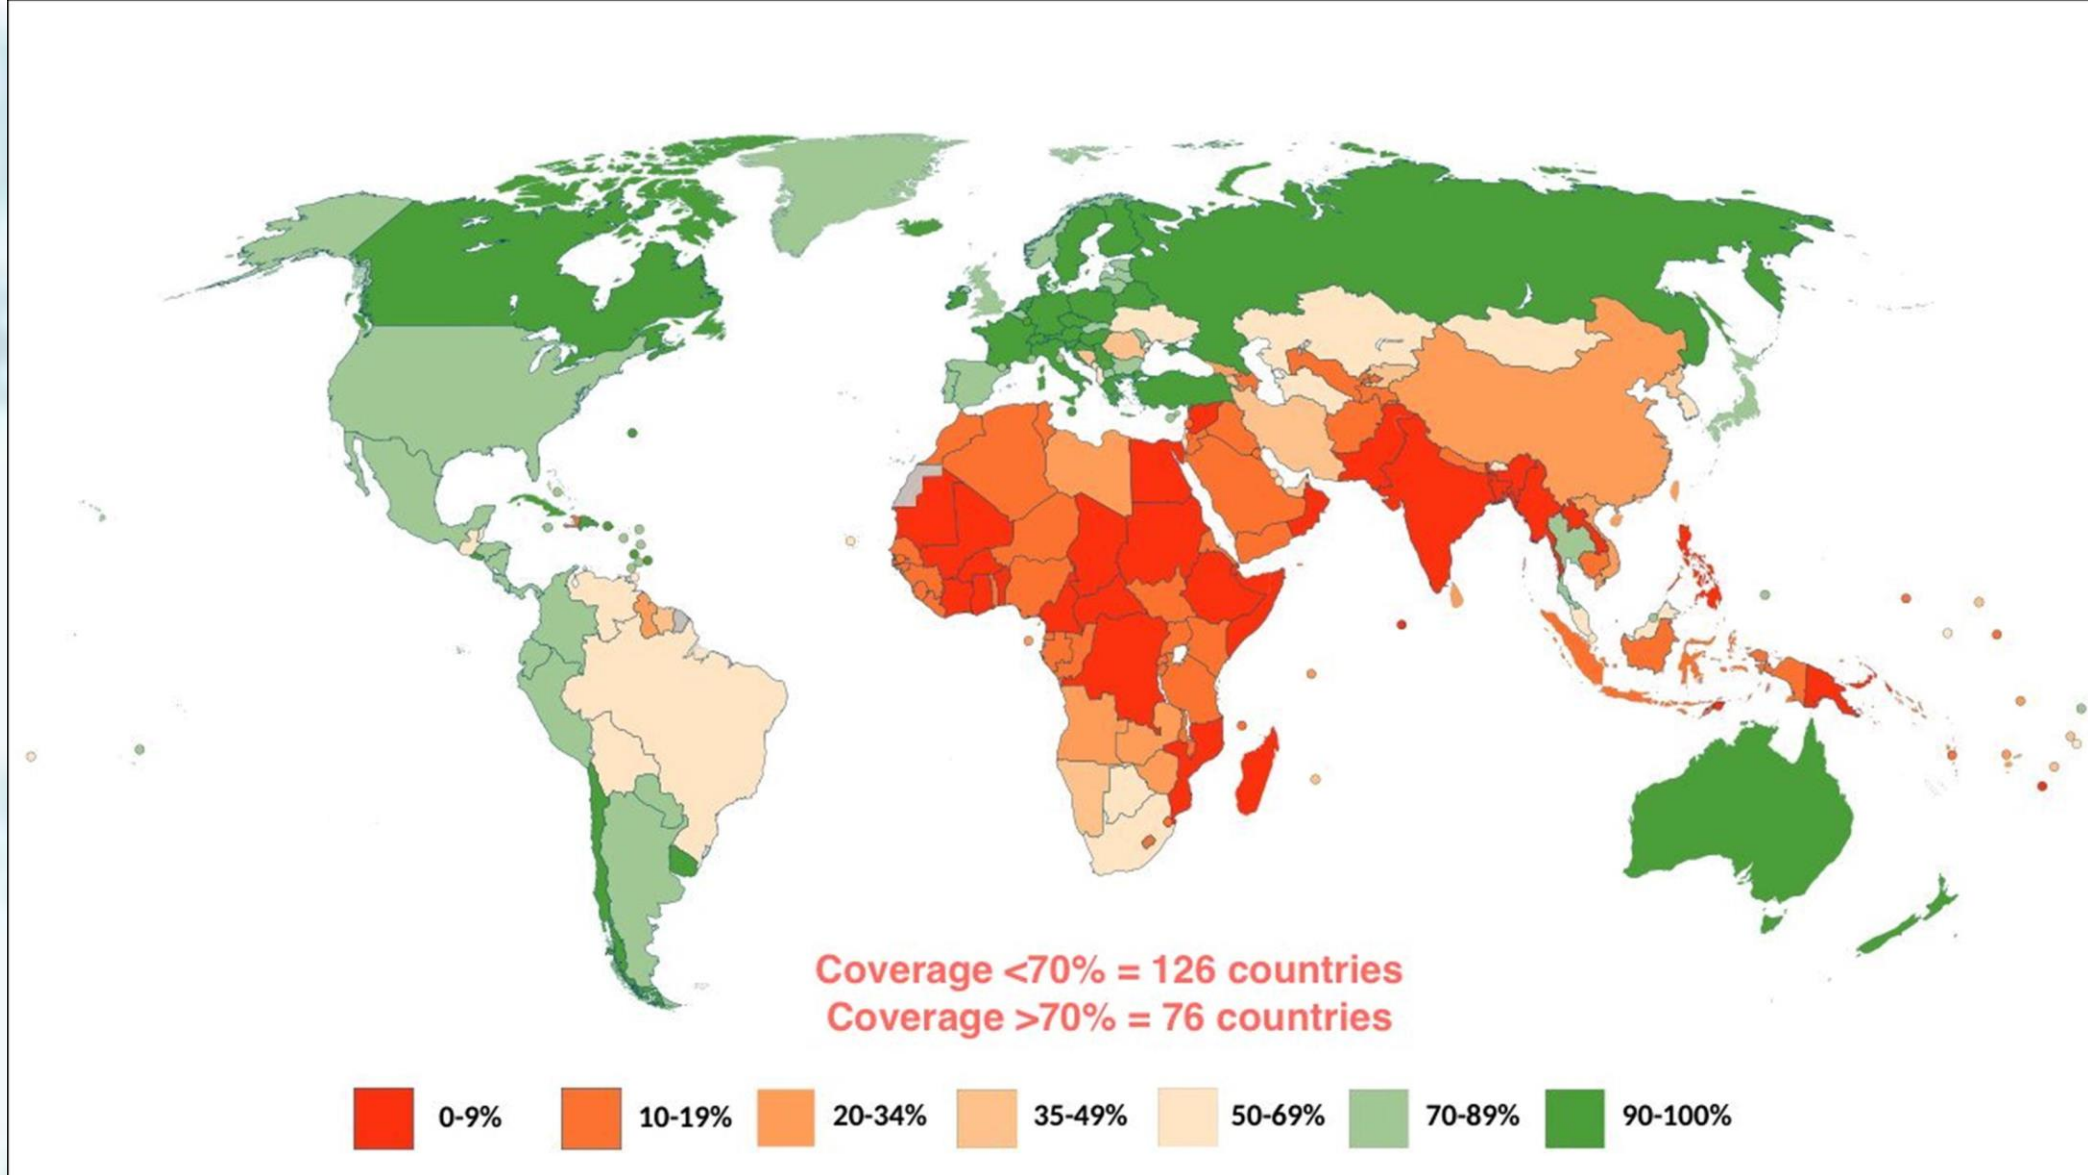 Coverage <70% = 126 countries
Coverage >70% = 76 countries
0-9% 10-19% 20-34% 35-49% 50-69% 70-89% 90-100%